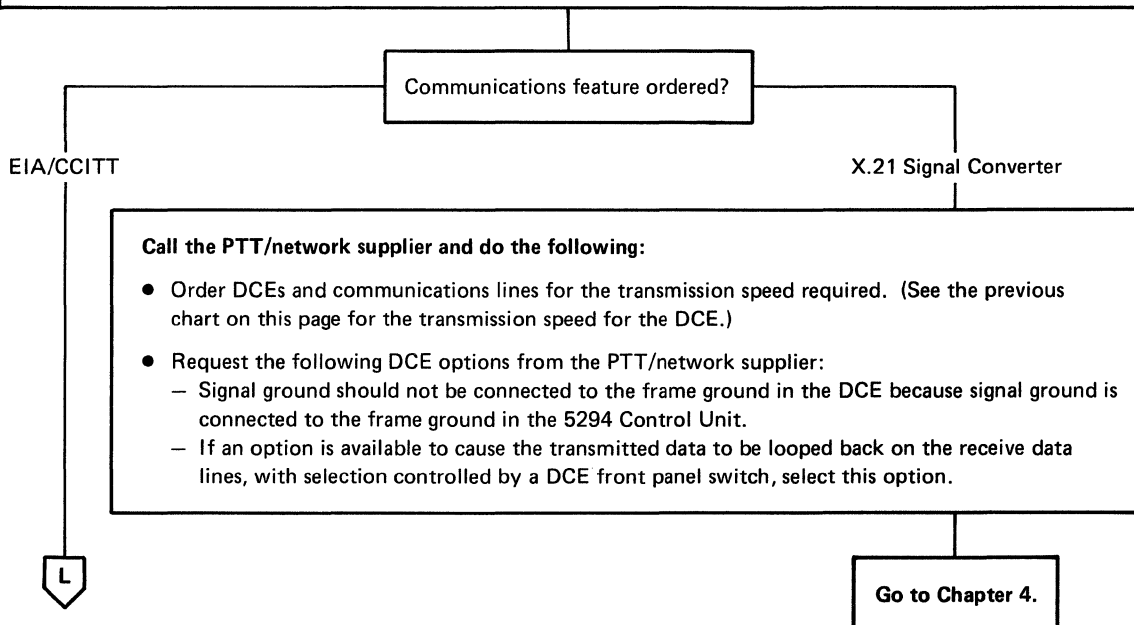 Communications feature ordered?
EIA/CCITT
X.21 Signal Converter
Call the PTT/network supplier and do the following:
● Order DCEs and communications lines for the transmission speed required. (See the previous
chart on this page for the transmission speed for the DCE.)
● Request the following DCE options from the PTT/network supplier:
— Signal ground should not be connected to the frame ground in the DCE because signal ground is
connected to the frame ground in the 5294 Control Unit.
— If an option is available to cause the transmitted data to be looped back on the receive data
lines, with selection controlled by a DCE front panel switch, select this option.
L
Go to Chapter 4.